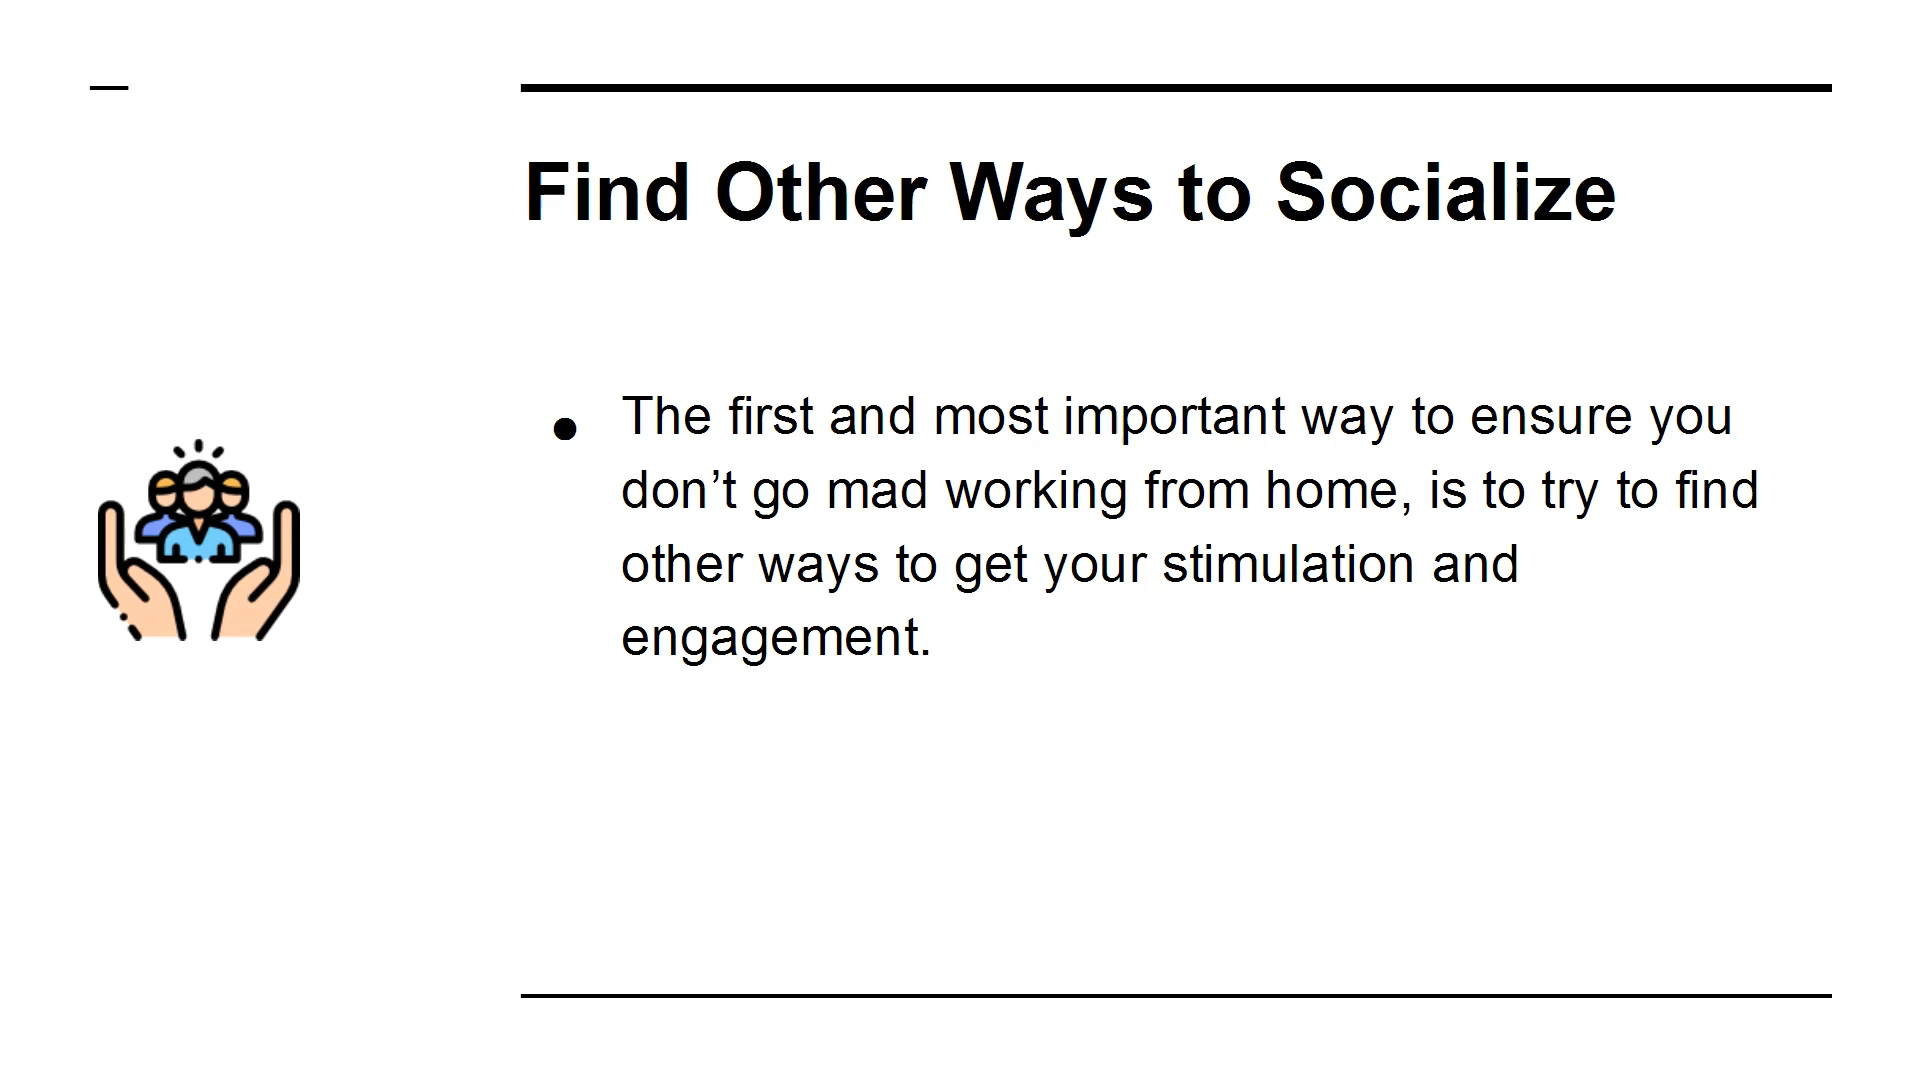 Find Other Ways to Socialize
● The first and most important way to ensure you
don’t go mad working from home, is to try to find
other ways to get your stimulation and
engagement.